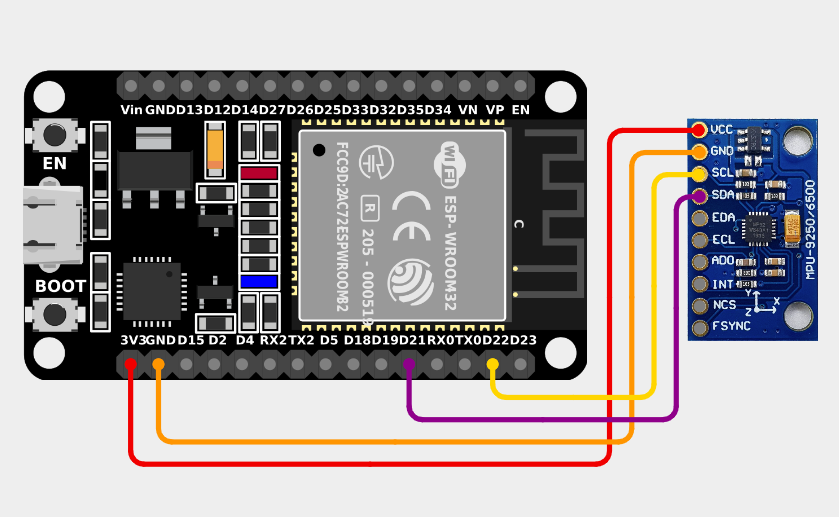 Vin GND D13 D12 D14 D27 D26 D25 D33 D32 D35 D34 VN VP EN
EN
BOOT
3V3 GND D15 D2 D4 RX2 TX2 D5 D18 D19 D21 RX0 TX0 D22 D23
WiFi
ESP-WROOM32
CE
R
205-000519
FCC9D:2AC72ESPWROOM32
C
VCC
GND
SCL
SDA
EDA
ECL
ADO
INT
NCS
FSYNC
MPU-9250/6500
Y
X
Z